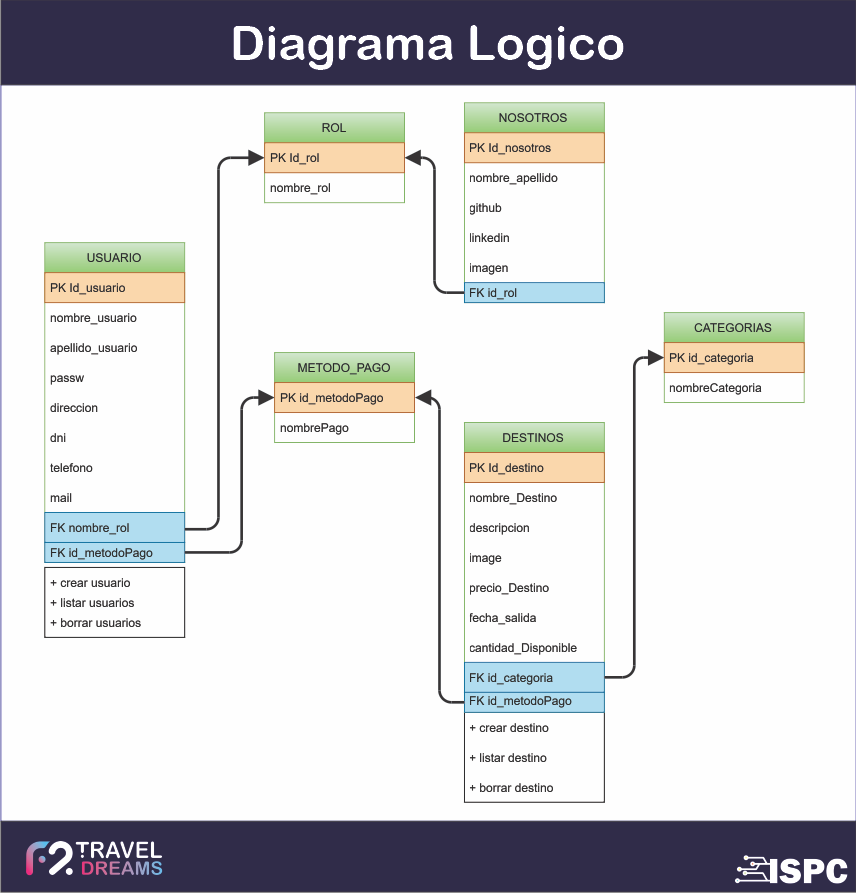 Diagrama Logico
ROL
PK Id_rol
nombre_rol
NOSOTROS
PK Id_nosotros
nombre_apellido
github
linkedin
imagen
FK id_rol
USUARIO
PK Id_usuario
nombre_usuario
apellido_usuario
passw
direccion
dni
telefono
mail
FK nombre_rol
FK id_metodoPago
+ crear usuario
+ listar usuarios
+ borrar usuarios
METODO_PAGO
PK id_metodoPago
nombrePago
CATEGORIAS
PK id_categoria
nombreCategoria
DESTINOS
PK Id_destino
nombre_Destino
descripcion
image
precio_Destino
fecha_salida
cantidad_Disponible
FK id_categoria
FK id_metodoPago
+ crear destino
+ listar destino
+ borrar destino
F2 TRAVEL
DREAMS
ISPC